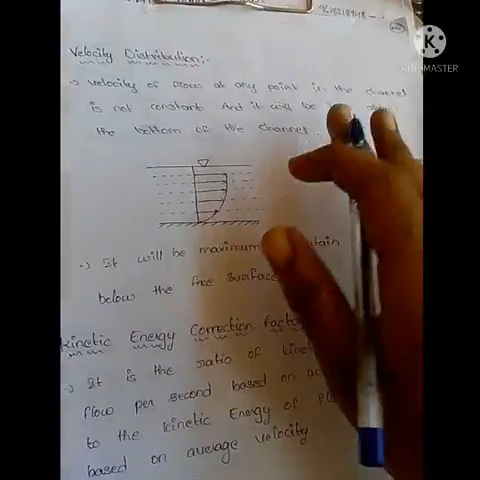 Velocity Distribution:-
→ Velocity of flow at any point in the channel
is not constant. And it will be
the bottom of the channel.
→ It will be maximum
below the free surface
Kinetic Energy Correction Facto
→ It is the ratio of kinet
flow per second based on
to the kinetic Energy of
based on average velocity
KINEMASTER